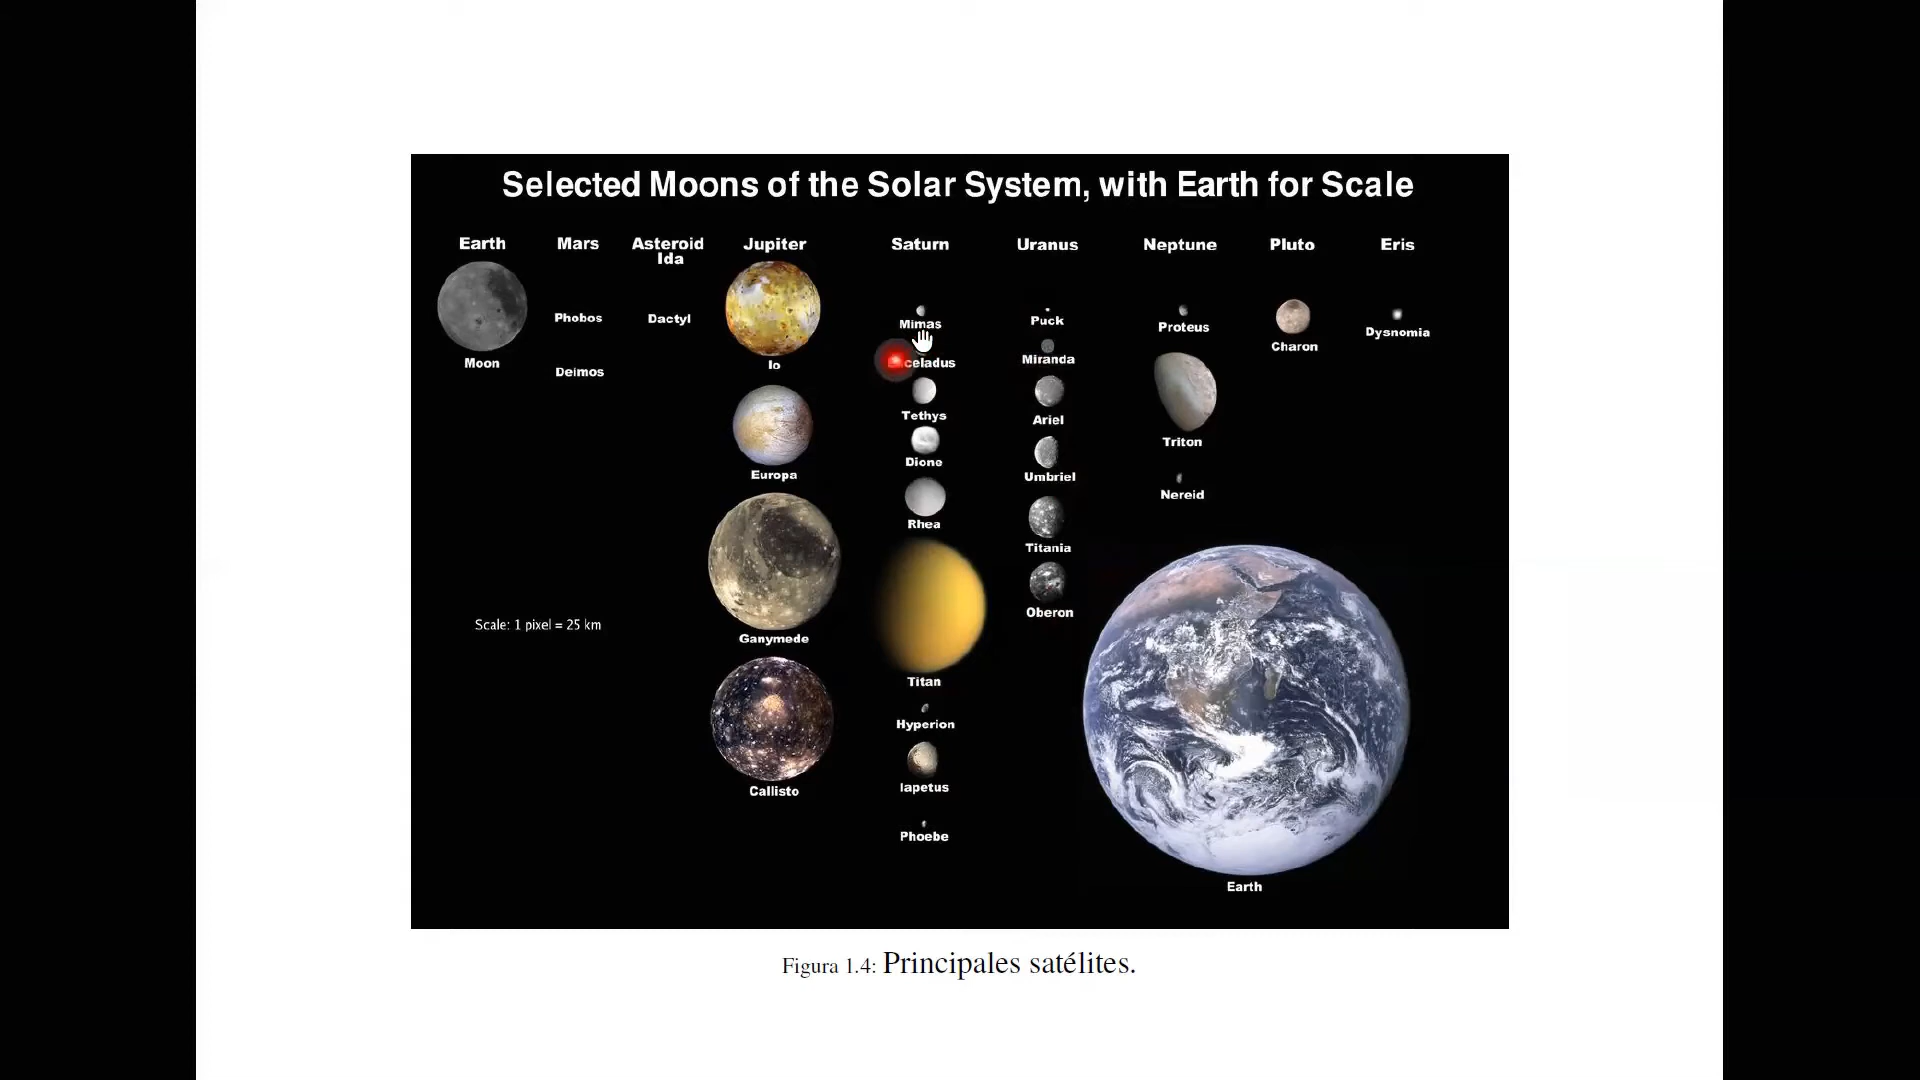 Selected Moons of the Solar System, with Earth for Scale
Earth Mars Asteroid Ida Jupiter Saturn Uranus Neptune Pluto Eris
Moon
Phobos
Deimos
Dactyl
Io
Europa
Ganymede
Callisto
Mimas
celadus
Tethys
Dione
Rhea
Titan
Hyperion
Iapetus
Phoebe
Puck
Miranda
Ariel
Umbriel
Titania
Oberon
Proteus
Triton
Nereid
Charon
Dysnomia
Scale: 1 pixel = 25 km
Earth
Figura 1.4: Principales satélites.